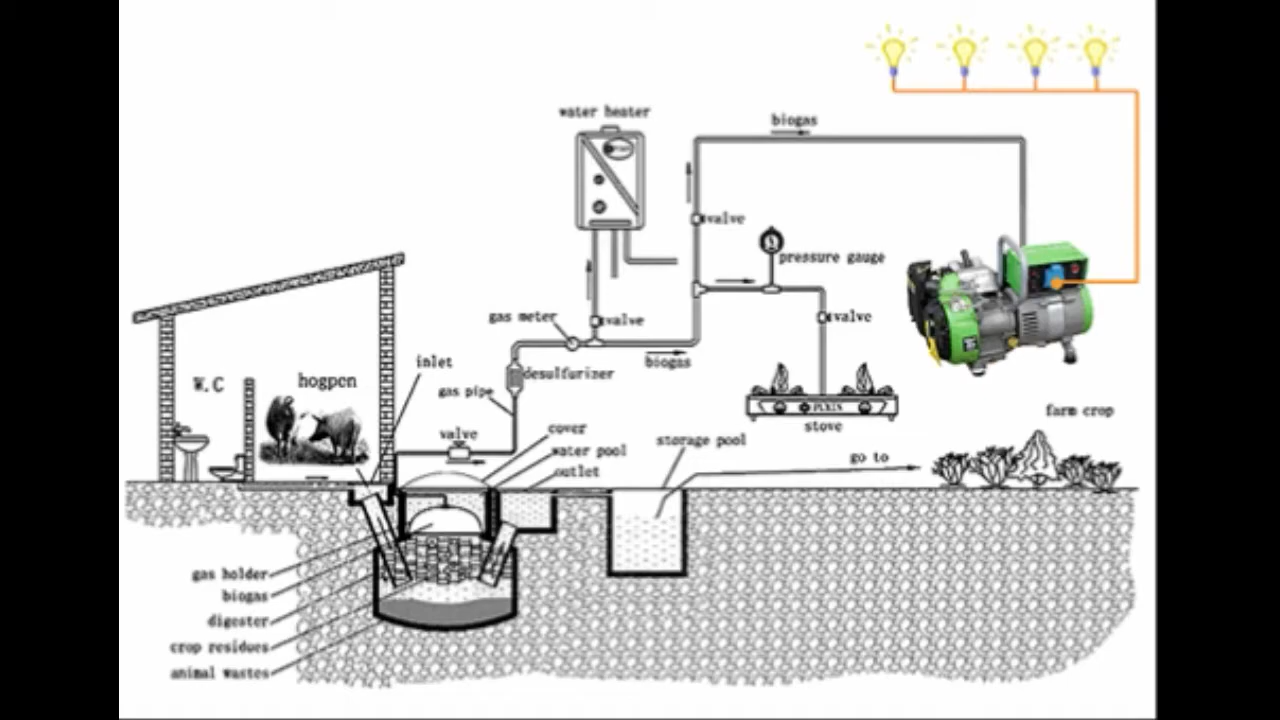 water heater
biogas
valve
pressure gauge
gas meter
valve
valve
biogas
inlet
desulfurizer
W.C
hogpen
gas pipe
stove
farm crop
valve
cover
water pool
storage pool
outlet
go to
gas holder
biogas
digester
crop residues
animal wastes